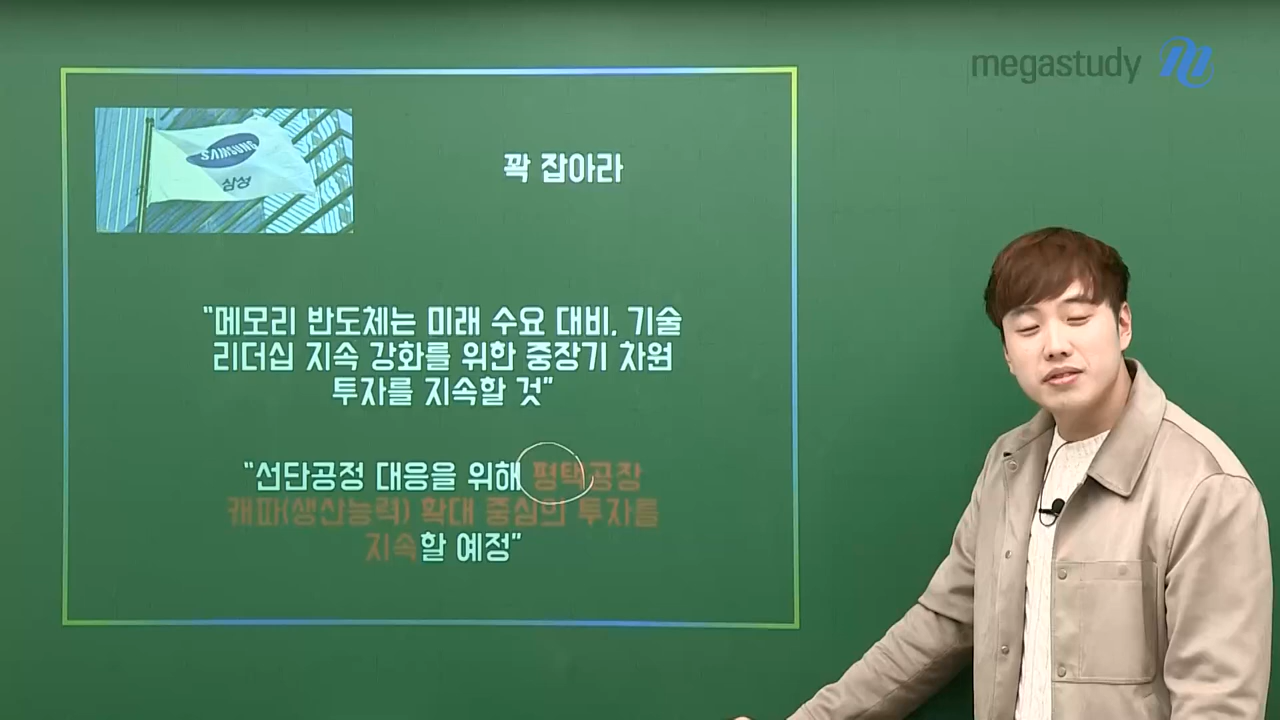 megastudy
SAMSUNG
삼성
꽉 잡아라
"메모리 반도체는 미래 수요 대비, 기술
리더십 지속 강화를 위한 중장기 차원
투자를 지속할 것"
"선단공정 대응을 위해 평택공장
캐파(생산능력) 확대 중심의 투자를
지속할 예정"